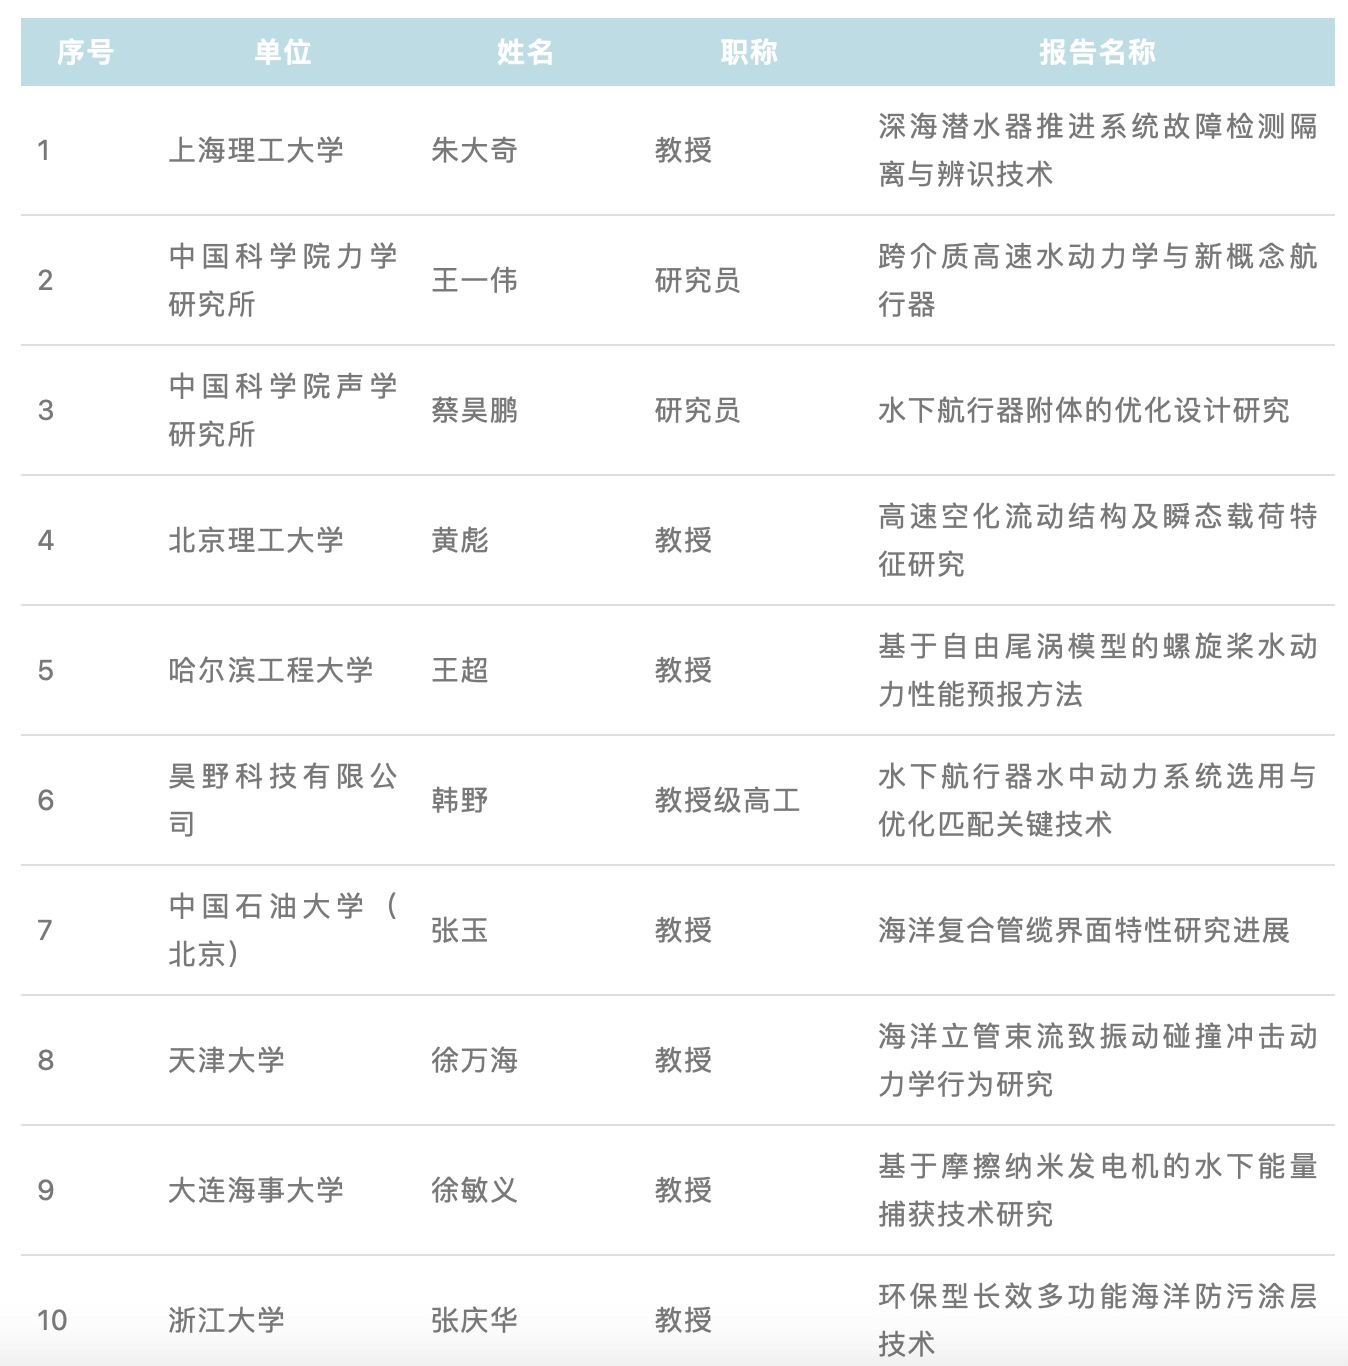 序号 单位 姓名 职称 报告名称
1 上海理工大学 朱大奇 教授 深海潜水器推进系统故障检测隔
离与辨识技术
2 中国科学院力学 王一伟 研究员 跨介质高速水动力学与新概念航
研究所 行器
3 中国科学院声学 蔡昊鹏 研究员 水下航行器附体的优化设计研究
研究所
4 北京理工大学 黄彪 教授 高速空化流动结构及瞬态载荷特
征研究
5 哈尔滨工程大学 王超 教授 基于自由尾涡模型的螺旋桨水动
力性能预报方法
6 昊野科技有限公 韩野 教授级高工 水下航行器水中动力系统选用与
司 优化匹配关键技术
7 中国石油大学（ 张玉 教授 海洋复合管缆界面特性研究进展
北京）
8 天津大学 徐万海 教授 海洋立管束流致振动碰撞冲击动
力学行为研究
9 大连海事大学 徐敏义 教授 基于摩擦纳米发电机的水下能量
捕获技术研究
10 浙江大学 张庆华 教授 环保型长效多功能海洋防污涂层
技术